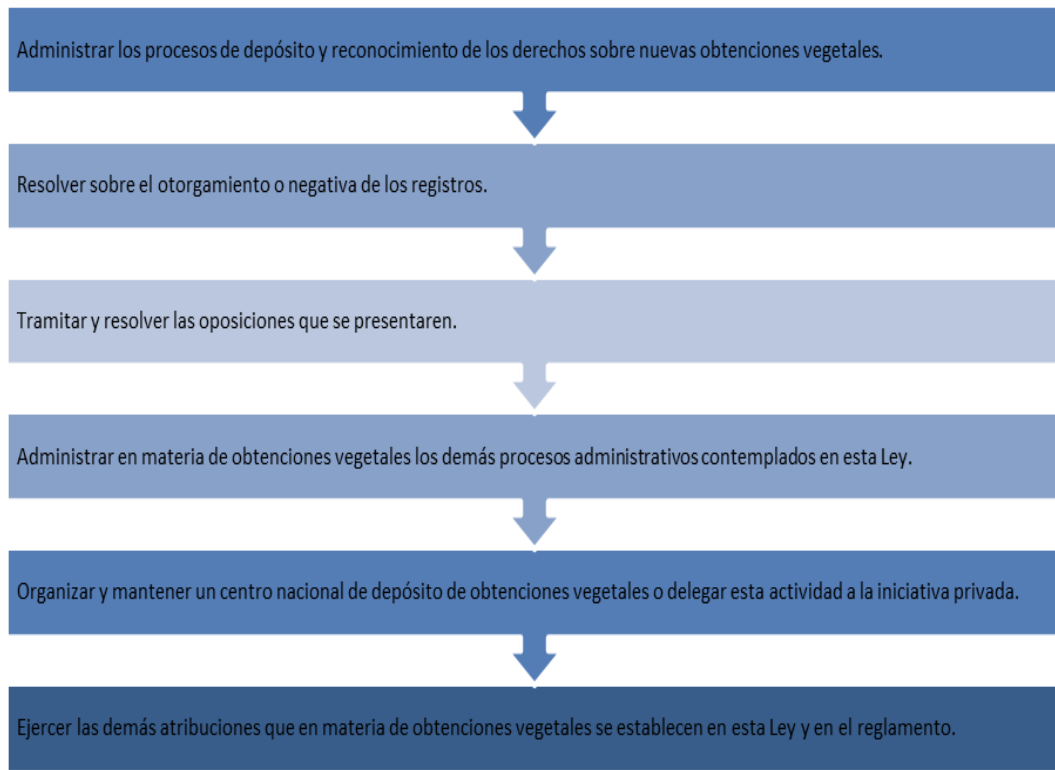 Administrar los procesos de depósito y reconocimiento de los derechos sobre nuevas obtenciones vegetales.
Resolver sobre el otorgamiento o negativa de los registros.
Tramitar y resolver las oposiciones que se presentaren.
Administrar en materia de obtenciones vegetales los demás procesos administrativos contemplados en esta Ley.
Organizar y mantener un centro nacional de depósito de obtenciones vegetales o delegar esta actividad a la iniciativa privada.
Ejercer las demás atribuciones que en materia de obtenciones vegetales se establecen en esta Ley y en el reglamento.